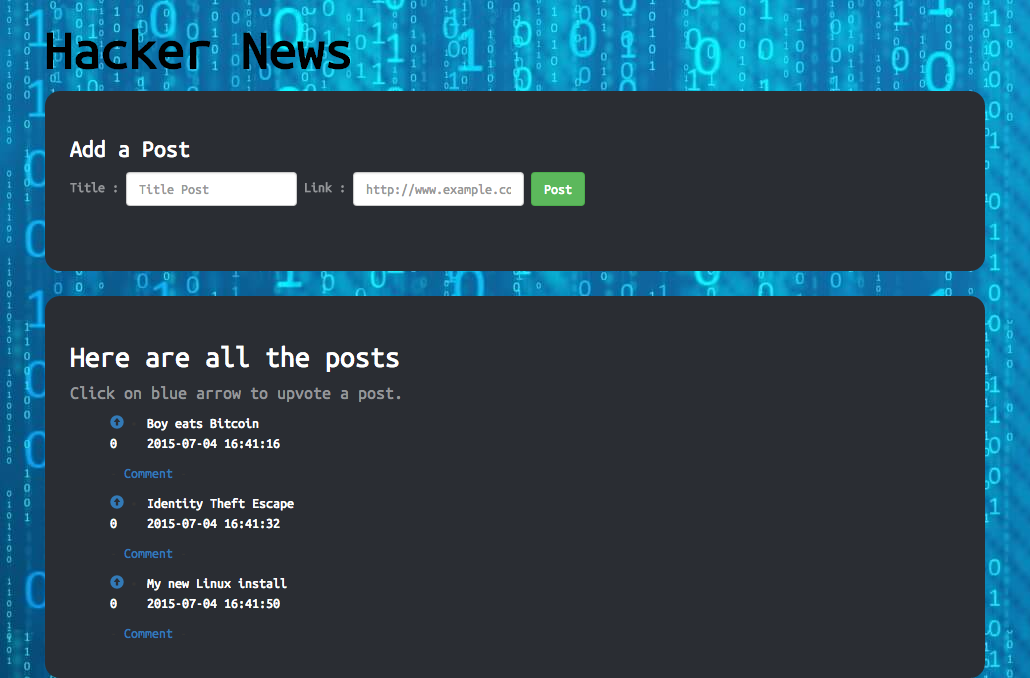 Hacker News
Add a Post
Title : Title Post Link : http://www.example.cc Post
Here are all the posts
Click on blue arrow to upvote a post.
Boy eats Bitcoin
0 2015-07-04 16:41:16
Comment
Identity Theft Escape
0 2015-07-04 16:41:32
Comment
My new Linux install
0 2015-07-04 16:41:50
Comment